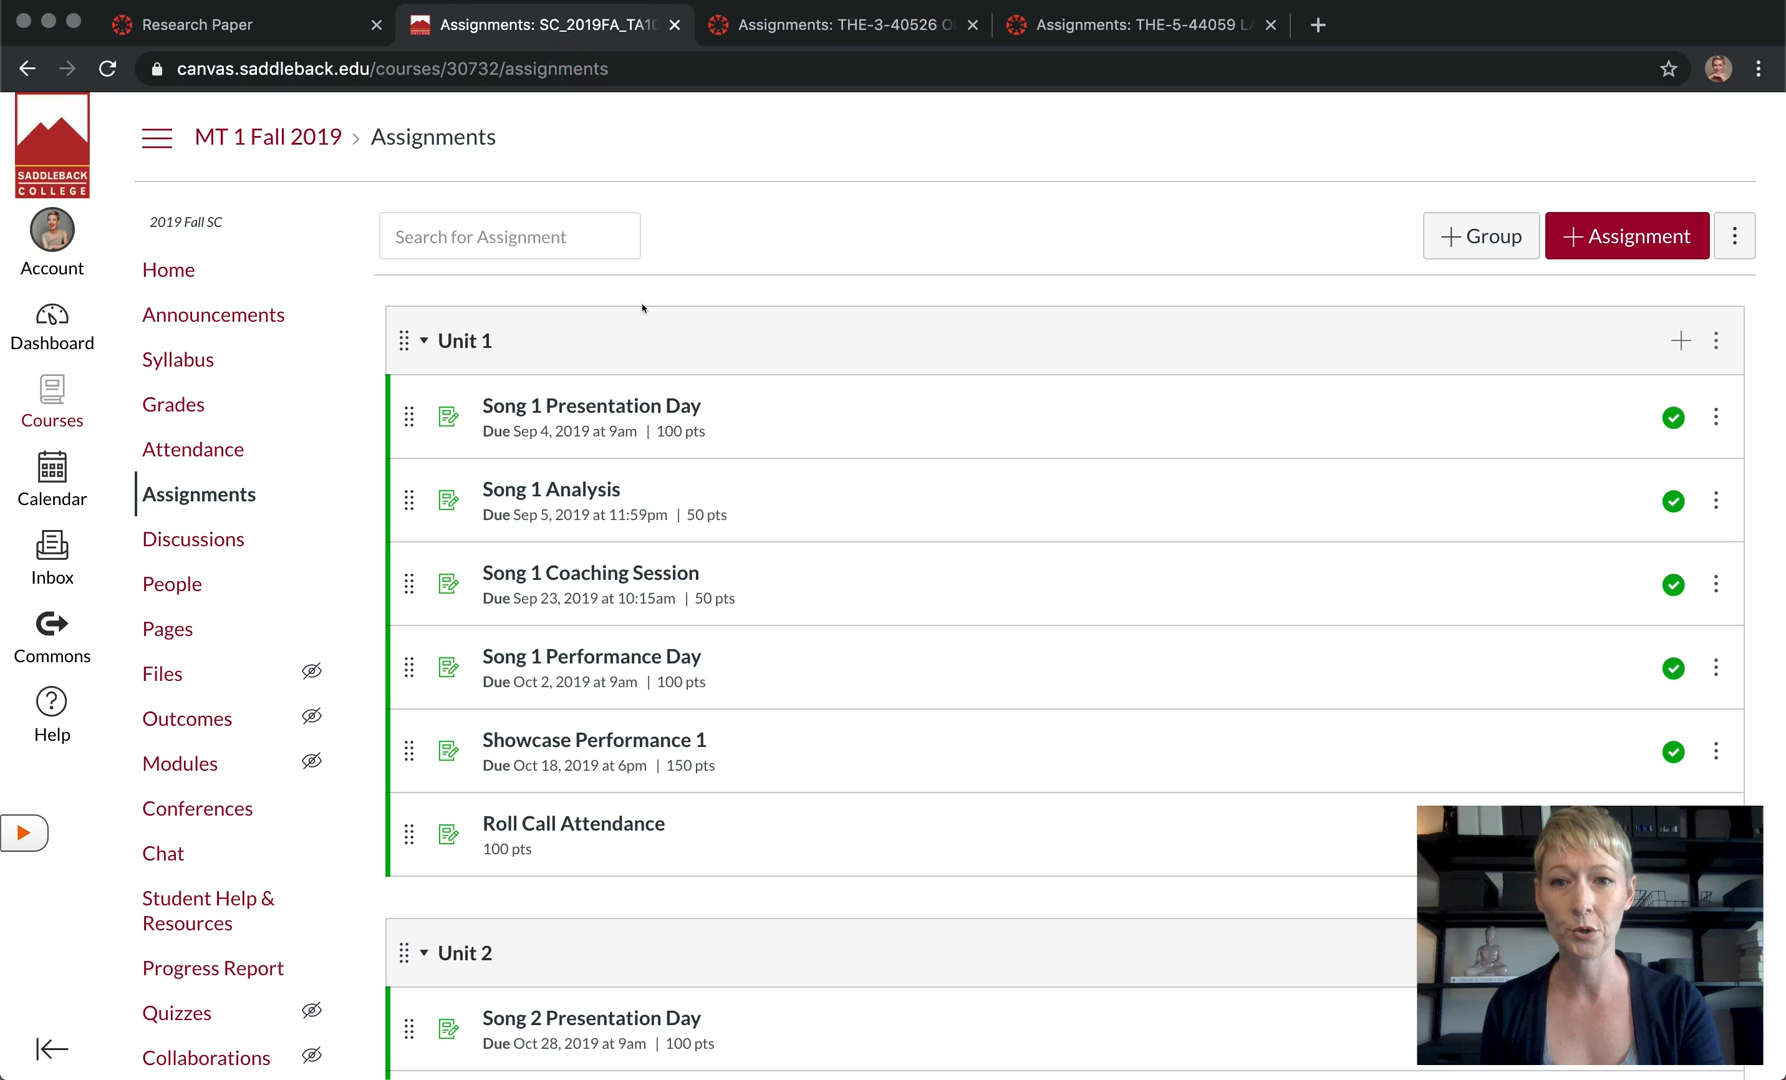 Research Paper
Assignments: SC_2019FA_TA10
Assignments: THE-3-40526 O
Assignments: THE-5-44059 L
canvas.saddleback.edu/courses/30732/assignments
SADDLEBACK
COLLEGE
MT 1 Fall 2019 > Assignments
Account
Dashboard
Courses
Calendar
Inbox
Commons
Help
2019 Fall SC
Home
Announcements
Syllabus
Grades
Attendance
Assignments
Discussions
People
Pages
Files
Outcomes
Modules
Conferences
Chat
Student Help &
Resources
Progress Report
Quizzes
Collaborations
Search for Assignment
+ Group
+ Assignment
Unit 1
Song 1 Presentation Day
Due Sep 4, 2019 at 9am | 100 pts
Song 1 Analysis
Due Sep 5, 2019 at 11:59pm | 50 pts
Song 1 Coaching Session
Due Sep 23, 2019 at 10:15am | 50 pts
Song 1 Performance Day
Due Oct 2, 2019 at 9am | 100 pts
Showcase Performance 1
Due Oct 18, 2019 at 6pm | 150 pts
Roll Call Attendance
100 pts
Unit 2
Song 2 Presentation Day
Due Oct 28, 2019 at 9am | 100 pts